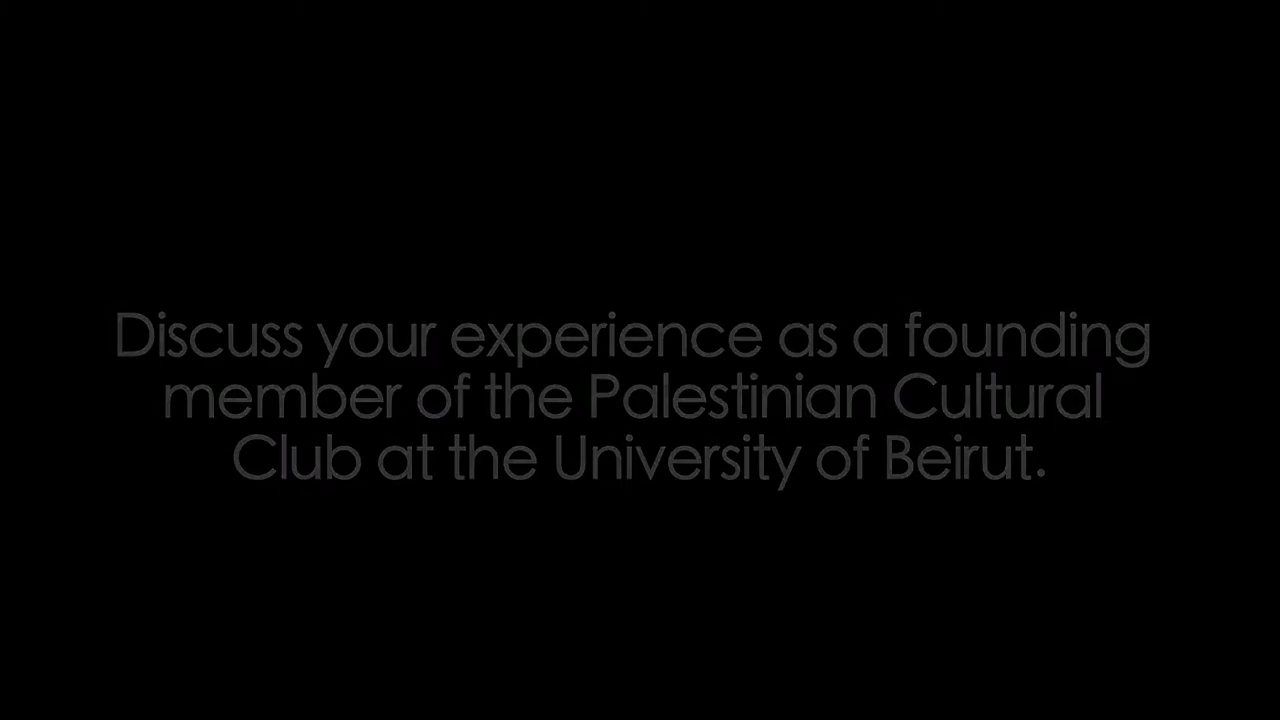 Discuss your experience as a founding
member of the Palestinian Cultural
Club at the University of Beirut.